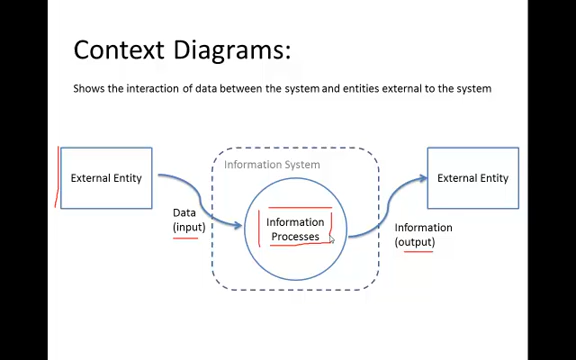 Context Diagrams:
Shows the interaction of data between the system and entities external to the system
Information System
External Entity
External Entity
Data
(input)
Information
Processes
Information
(output)